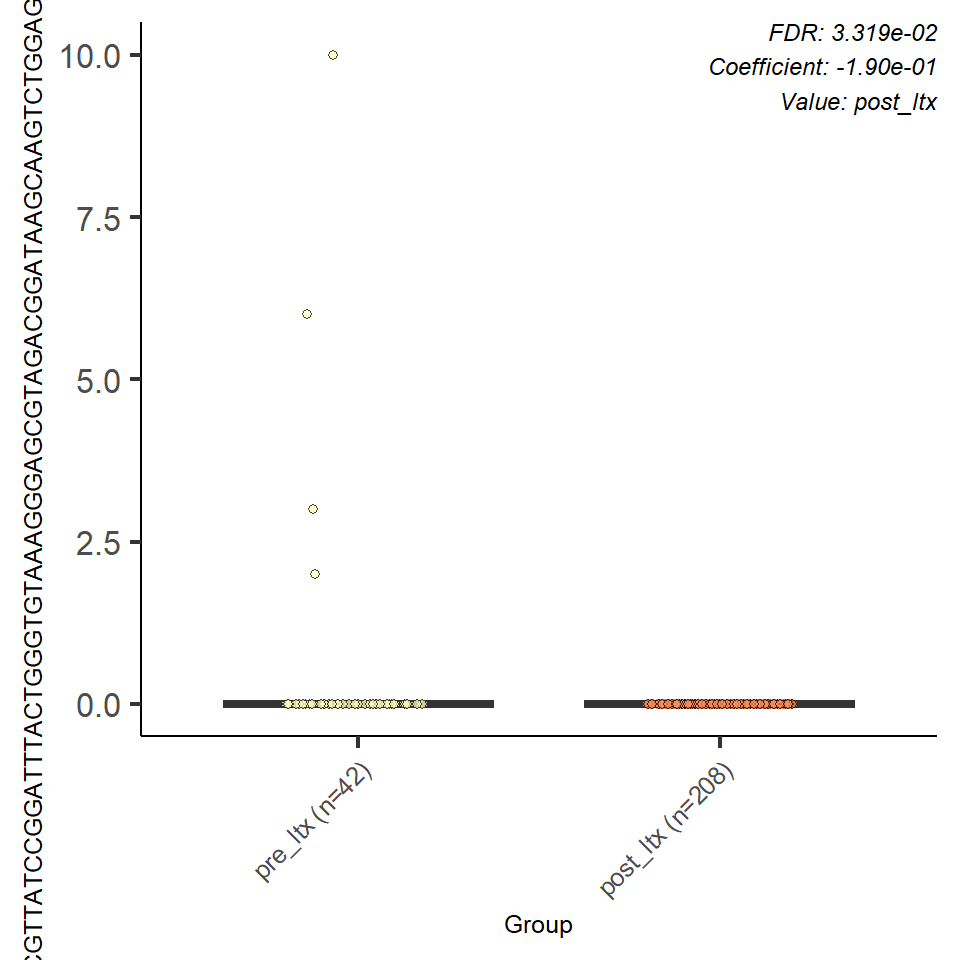 FDR: 3.319e-02
Coefficient: -1.90e-01
Value: post_ltx
CGTTATCCGGATTTACTGGGTGTAAAGGGAGCGTAGACGGATAAGCAAGTCTGGAG
10.0
7.5
5.0
2.5
0.0
pre_ltx (n=42)
post_ltx (n=208)
Group